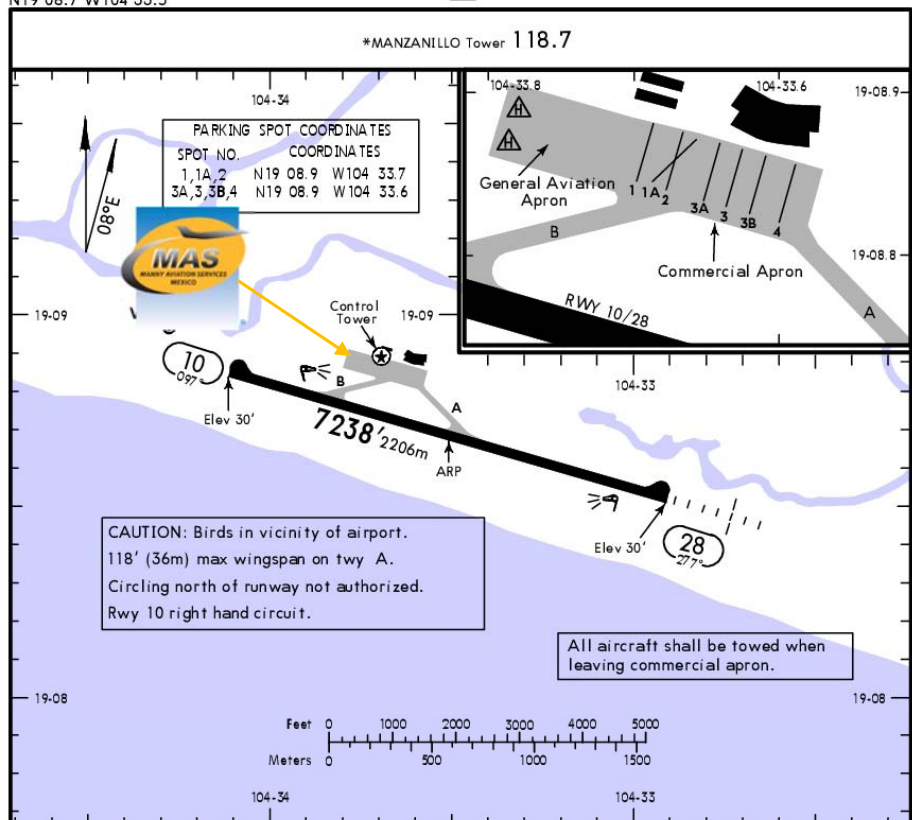 N19 08.7 W104 33.5
*MANZANILLO Tower 118.7
104-34
PARKING SPOT COORDINATES
SPOT NO. COORDINATES
1,1A,2 N19 08.9 W104 33.7
3A,3,3B,4 N19 08.9 W104 33.6
08°E
MAS
MANNY AVIATION SERVICES
MEXICO
104-33.8
104-33.6
19-08.9
H
H
General Aviation
Apron
1 1A 2 3A 3 3B 4
B
Commercial Apron
19-08.8
RWY 10/28
A
19-09
Control
Tower
19-09
10
097°
B
A
104-33
Elev 30'
7238' 2206m
ARP
Elev 30'
28
277°
CAUTION: Birds in vicinity of airport.
118' (36m) max wingspan on twy A.
Circling north of runway not authorized.
Rwy 10 right hand circuit.
All aircraft shall be towed when
leaving commercial apron.
19-08
19-08
Feet 0 1000 2000 3000 4000 5000
Meters 0 500 1000 1500
104-34
104-33